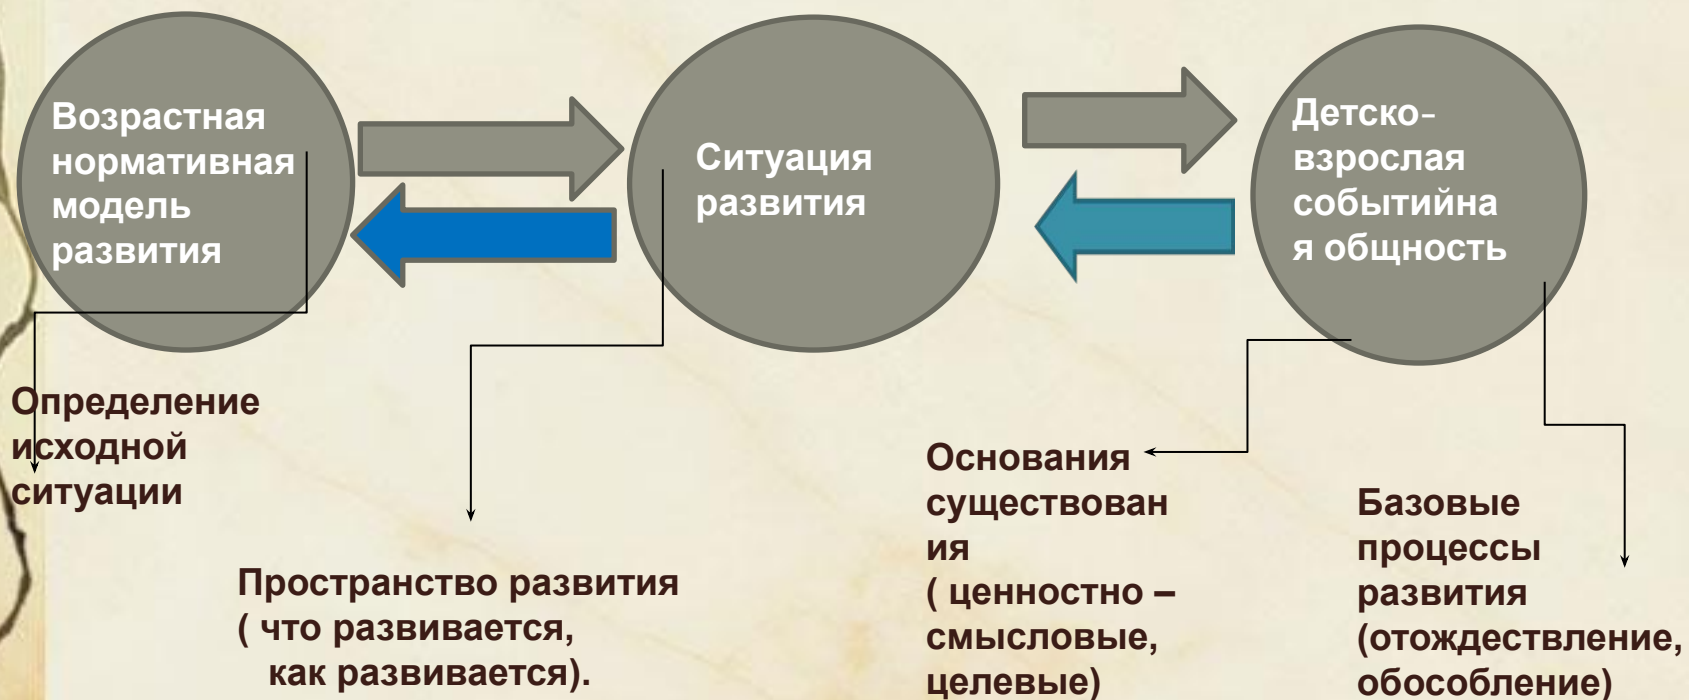 Возрастная
нормативная
модель
развития
Ситуация
развития
Детско-
взрослая
событийна
я общность
Определение
исходной
ситуации
Пространство развития
( что развивается,
как развивается).
Основания
существован
ия
( ценностно –
смысловые,
целевые)
Базовые
процессы
развития
(отождествление,
обособление)